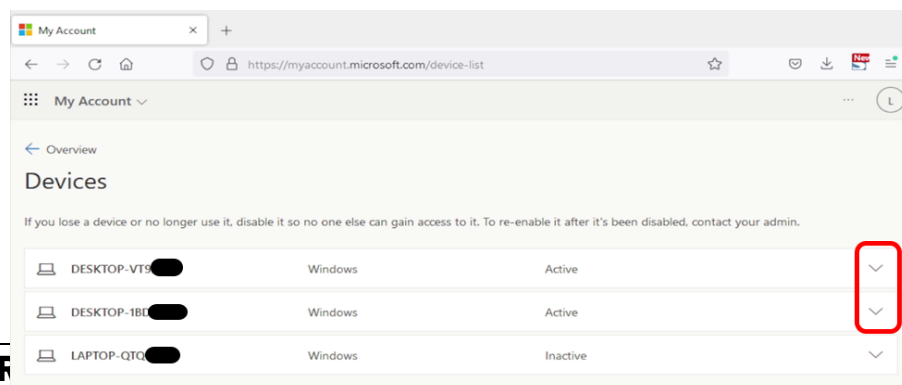 My Account
New
https://myaccount.microsoft.com/device-list
My Account
L
Overview
Devices
If you lose a device or no longer use it, disable it so no one else can gain access to it. To re-enable it after it's been disabled, contact your admin.
DESKTOP-VT9 Windows Active
DESKTOP-1BD Windows Active
LAPTOP-QTQ Windows Inactive